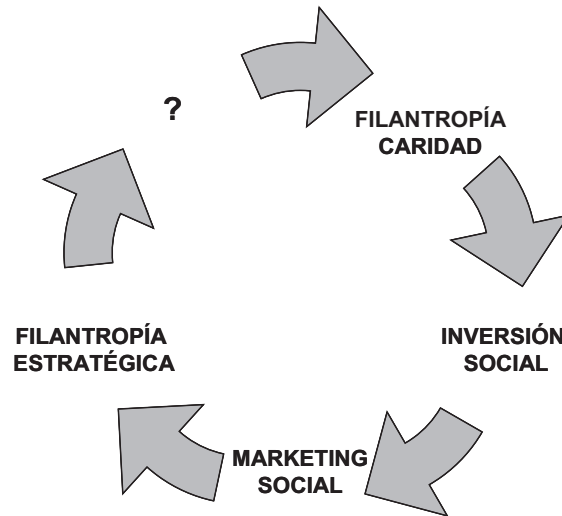 ?
FILANTROPÍA
CARIDAD
INVERSIÓN
SOCIAL
MARKETING
SOCIAL
FILANTROPÍA
ESTRATÉGICA